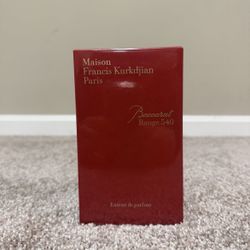 Maison
Francis Kurkdjian
Paris
Baccarat
Rouge 540
Extrait de parfum